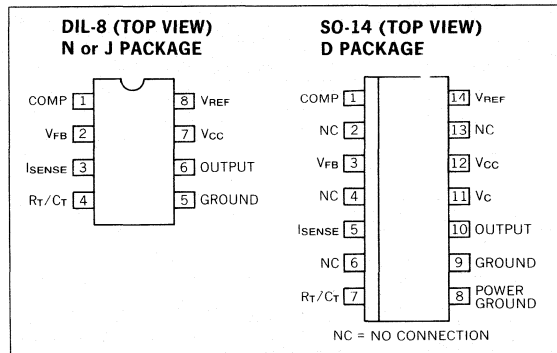 DIL-8 (TOP VIEW)
N or J PACKAGE
COMP 1
8 VREF
VFB 2
7 VCC
ISENSE 3
6 OUTPUT
RT/CT 4
5 GROUND
SO-14 (TOP VIEW)
D PACKAGE
COMP 1
14 VREF
NC 2
13 NC
VFB 3
12 VCC
NC 4
11 VC
ISENSE 5
10 OUTPUT
NC 6
9 GROUND
RT/CT 7
8 POWER
GROUND
NC = NO CONNECTION